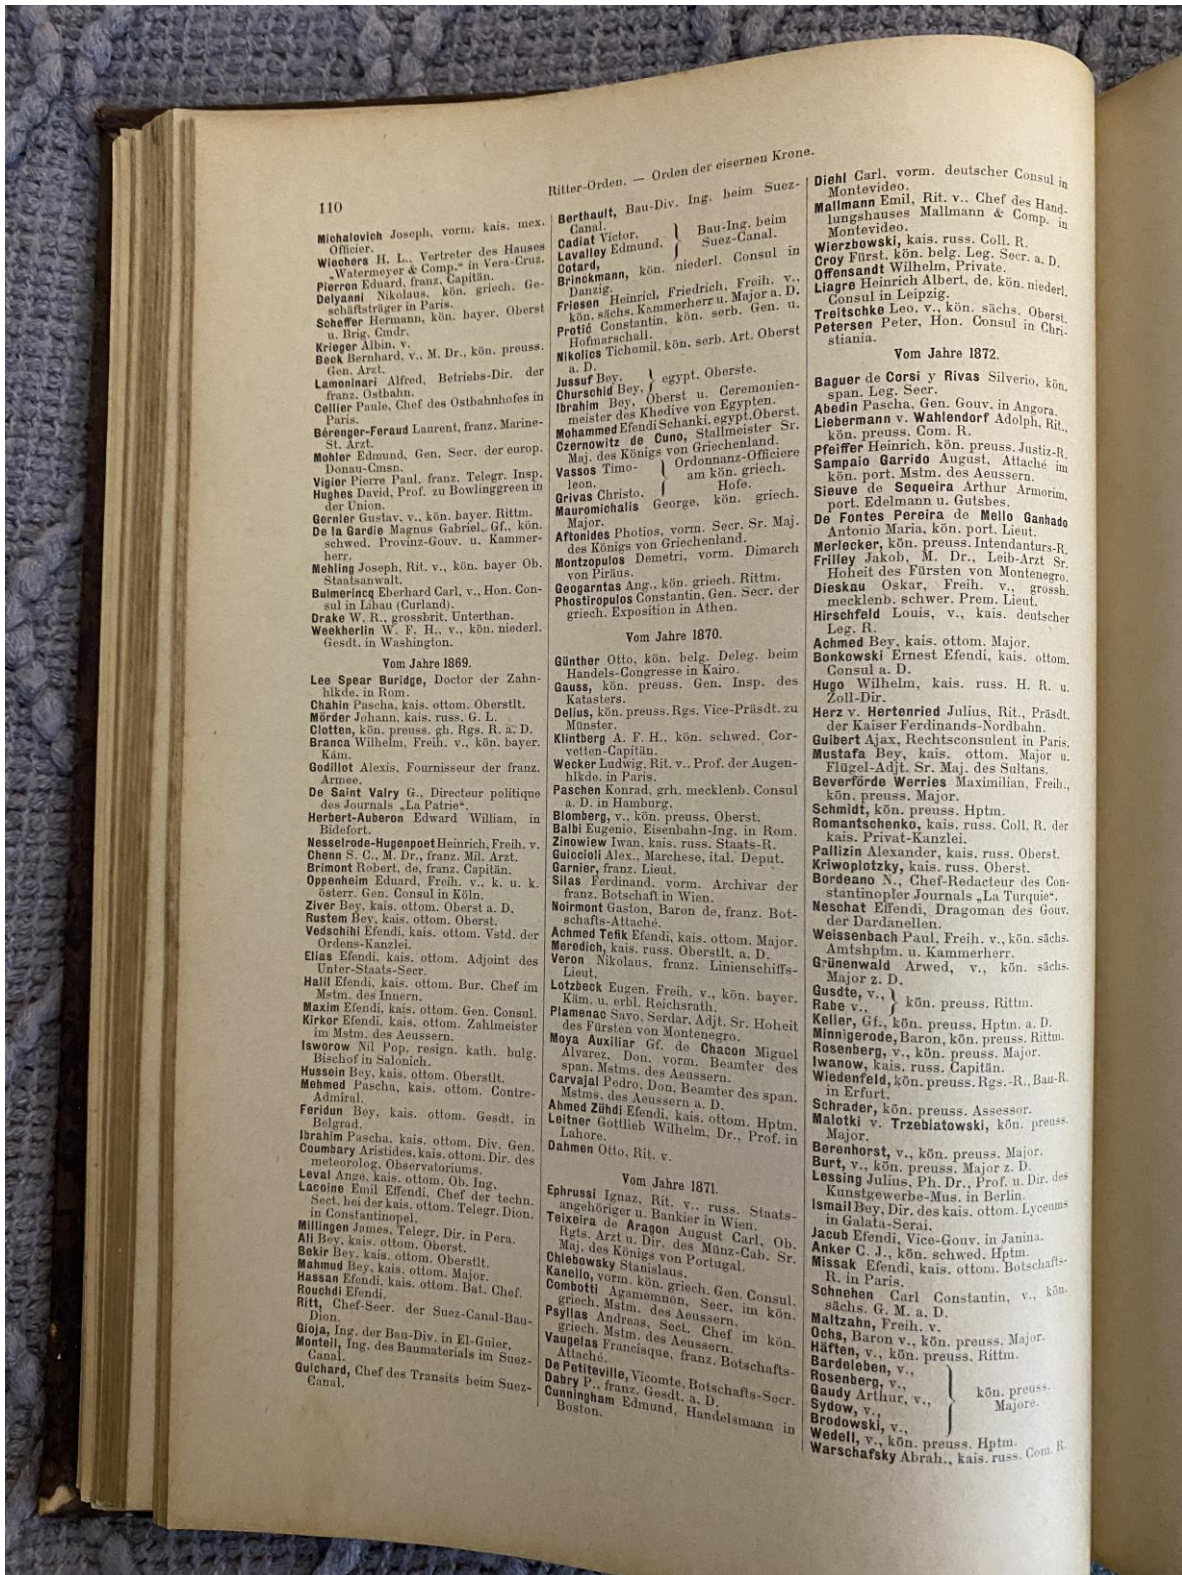 110
Ritter-Orden. — Orden der eisernen Krone.
Michalovich Joseph, vorm. kais. mex.
Officier.
Wiechers H. L., Vertreter des Hauses
„Watermeyer & Comp.“ in Vera-Cruz.
Pierron Eduard, franz. Capitän.
Delyanni Nikolaus, kön. griech. Ge-
schäftsträger in Paris.
Scheffer Hermann, kön. bayer. Oberst
u. Brig. Cmdr.
Krieger Albin, v.
Beck Bernhard, v., M. Dr., kön. preuss.
Gen. Arzt.
Lamoninari Alfred, Betriebs-Dir. der
franz. Ostbahn.
Cellier Paule, Chef des Ostbahnhofes in
Paris.
Bérenger-Feraud Laurent, franz. Marine-
St. Arzt.
Mohler Edmund, Gen. Secr. der europ.
Donau-Cmsn.
Vigier Pierre Paul, franz. Telegr. Insp.
Hughes David, Prof. zu Bowlinggreen in
der Union.
Gernler Gustav, v., kön. bayer. Rittm.
De la Gardie Magnus Gabriel, Gf., kön.
schwed. Provinz-Gouv. u. Kammer-
herr.
Mehling Joseph, Rit. v., kön. bayer Ob.
Staatsanwalt.
Bulmerincq Eberhard Carl, v., Hon. Con-
sul in Libau (Curland).
Drake W. R., grossbrit. Unterthan.
Weekherlin W. F. H., v., kön. niederl.
Gesdt. in Washington.
Vom Jahre 1869.
Lee Spear Buridge, Doctor der Zahn-
hlkde. in Rom.
Chahin Pascha, kais. ottom. Oberstlt.
Mörder Johann, kais. russ. G. L.
Clotten, kön. preuss. gh. Rgs. R. a. D.
Branca Wilhelm, Freih. v., kön. bayer.
Käm.
Godillot Alexis, Fournisseur der franz.
Armee.
De Saint Valry G., Directeur politique
des Journals „La Patrie“.
Herbert-Auberon Edward William, in
Bidefort.
Nesselrode-Hugenpoet Heinrich, Freih. v.
Chenn S. C., M. Dr., franz. Mil. Arzt.
Brimont Robert, de, franz. Capitän.
Oppenheim Eduard, Freih. v., k. u. k.
österr. Gen. Consul in Köln.
Ziver Bey, kais. ottom. Oberst a. D.
Rustem Bey, kais. ottom. Oberst.
Vedschihi Efendi, kais. ottom. Vstd. der
Ordens-Kanzlei.
Elias Efendi, kais. ottom. Adjoint des
Unter-Staats-Secr.
Halil Efendi, kais. ottom. Bur. Chef im
Mstm. des Innern.
Maxim Efendi, kais. ottom. Gen. Consul.
Kirkor Efendi, kais. ottom. Zahlmeister
im Mstm. des Aeussern.
Isworow Nil Pop, resign. kath. bulg.
Bischof in Salonich.
Hussein Bey, kais. ottom. Oberstlt.
Mehmed Pascha, kais. ottom. Contre-
Admiral.
Feridun Bey, kais. ottom. Gesdt. in
Belgrad.
Ibrahim Pascha, kais. ottom. Div. Gen.
Coumbary Aristides, kais. ottom. Dir. des
meteorolog. Observatoriums.
Leval Ange, kais. ottom. Ob. Ing.
Lacoine Emil Effendi, Chef der techn.
Sect. bei der kais. ottom. Telegr. Dion.
in Constantinopel.
Millingen James, Telegr. Dir. in Pera.
Ali Bey, kais. ottom. Oberst.
Bekir Bey, kais. ottom. Oberstlt.
Mahmud Bey, kais. ottom. Major.
Hassan Efendi, kais. ottom. Bat. Chef.
Rouchdi Efendi.
Ritt, Chef-Secr. der Suez-Canal-Bau-
Dion.
Gioja, Ing. der Bau-Div. in El-Guier.
Monteil, Ing. des Baumaterials im Suez-
Canal.
Guichard, Chef des Transits beim Suez-
Canal.
Berthault, Bau-Div. Ing. beim Suez-
Canal.
Cadiat Victor,
Lavalley Edmund,
Cotard,
Bau-Ing. beim
Suez-Canal.
Brinckmann, kön. niederl. Consul in
Danzig.
Friesen Heinrich Friedrich, Freih. v.,
kön. sächs. Kammerherr u. Major a. D.
Protić Constantin, kön. serb. Gen. u.
Hofmarschall.
Nikolics Tichomil, kön. serb. Art. Oberst
a. D.
Jussuf Bey,
Churschid Bey,
egypt. Oberste.
Ibrahim Bey, Oberst u. Ceremonien-
meister des Khedive von Egypten.
Mohammed Efendi Schanki, egypt. Oberst.
Czernowitz de Cuno, Stallmeister Sr.
Maj. des Königs von Griechenland.
Vassos Timo-
leon.
Grivas Christo.
Ordonnanz-Officiere
am kön. griech.
Hofe.
Mauromichalis George, kön. griech.
Major.
Aftonides Photios, vorm. Secr. Sr. Maj.
des Königs von Griechenland.
Montzopulos Demetri, vorm. Dimarch
von Piräus.
Geogarntas Ang., kön. griech. Rittm.
Phostiropulos Constantin, Gen. Secr. der
griech. Exposition in Athen.
Vom Jahre 1870.
Günther Otto, kön. belg. Deleg. beim
Handels-Congresse in Kairo.
Gauss, kön. preuss. Gen. Insp. des
Katasters.
Delius, kön. preuss. Rgs. Vice-Präsdt. zu
Münster.
Klintberg A. F. H., kön. schwed. Cor-
vetten-Capitän.
Wecker Ludwig, Rit. v., Prof. der Augen-
hlkde. in Paris.
Paschen Konrad, grh. mecklenb. Consul
a. D. in Hamburg.
Blomberg, v., kön. preuss. Oberst.
Balbi Eugenio, Eisenbahn-Ing. in Rom.
Zinowiew Iwan, kais. russ. Staats-R.
Guiccioli Alex., Marchese, ital. Deput.
Garnier, franz. Lieut.
Silas Ferdinand, vorm. Archivar der
franz. Botschaft in Wien.
Noirmont Gaston, Baron de, franz. Bot-
schafts-Attaché.
Achmed Tefik Efendi, kais. ottom. Major.
Meredich, kais. russ. Oberstlt. a. D.
Veron Nikolaus, franz. Linienschiffs-
Lieut.
Lotzbeck Eugen, Freih. v., kön. bayer.
Käm. u. erbl. Reichsrath.
Plamenac Savo, Serdar, Adjt. Sr. Hoheit
des Fürsten von Montenegro.
Moya Auxiliar Gf. de Chacon Miguel
Alvarez, Don. vorm. Beamter des
span. Mstms. des Aeussern.
Carvajal Pedro, Don, Beamter des span.
Mstms. des Aeussern a. D.
Ahmed Zühdi Efendi, kais. ottom. Hptm.
Leitner Gottlieb Wilhelm, Dr., Prof. in
Lahore.
Dahmen Otto, Rit. v.
Vom Jahre 1871.
Ephrussi Ignaz, Rit. v., russ. Staats-
angehöriger u. Bankier in Wien.
Teixeira de Aragon August Carl, Ob.
Rgts. Arzt u. Dir. des Münz-Cab. Sr.
Maj. des Königs von Portugal.
Chlebowsky Stanislaus.
Kanello, vorm. kön. griech. Gen. Consul.
Combotti Agamemnon, Secr. im kön.
griech. Mstm. des Aeussern.
Psyllas Andreas, Sect. Chef im kön.
griech. Mstm. des Aeussern.
Vaugelas Francisque, franz. Botschafts-
Attaché.
De Petiteville, Vicomte, Botschafts-Secr.
Dabry P., franz. Gesdt. a. D.
Cunningham Edmund, Handelsmann in
Boston.
Diehl Carl, vorm. deutscher Consul in
Montevideo.
Mallmann Emil, Rit. v., Chef des Hand-
lungshauses Mallmann & Comp. in
Montevideo.
Wierzbowski, kais. russ. Coll. R.
Croy Fürst, kön. belg. Leg. Secr. a. D.
Offensandt Wilhelm, Private.
Liagre Heinrich Albert, de, kön. niederl.
Consul in Leipzig.
Treitschke Leo, v., kön. sächs. Oberst.
Petersen Peter, Hon. Consul in Chri-
stiania.
Vom Jahre 1872.
Baguer de Corsi y Rivas Silverio, kön.
span. Leg. Secr.
Abedin Pascha, Gen. Gouv. in Angora.
Liebermann v. Wahlendorf Adolph, Rit.,
kön. preuss. Com. R.
Pfeiffer Heinrich, kön. preuss. Justiz-R.
Sampaio Garrido August, Attaché im
kön. port. Mstm. des Aeussern.
Sieuve de Sequeira Arthur Armorim,
port. Edelmann u. Gutsbes.
De Fontes Pereira de Mello Ganhado
Antonio Maria, kön. port. Lieut.
Merlecker, kön. preuss. Intendanturs-R.
Frilley Jakob, M. Dr., Leib-Arzt Sr.
Hoheit des Fürsten von Montenegro.
Dieskau Oskar, Freih. v., grossh.
mecklenb. schwer. Prem. Lieut.
Hirschfeld Louis, v., kais. deutscher
Leg. R.
Achmed Bey, kais. ottom. Major.
Bonkowski Ernest Efendi, kais. ottom.
Consul a. D.
Hugo Wilhelm, kais. russ. H. R. u.
Zoll-Dir.
Herz v. Hertenried Julius, Rit., Präsdt.
der Kaiser Ferdinands-Nordbahn.
Guibert Ajax, Rechtsconsulent in Paris.
Mustafa Bey, kais. ottom. Major u.
Flügel-Adjt. Sr. Maj. des Sultans.
Beverförde Werries Maximilian, Freih.,
kön. preuss. Major.
Schmidt, kön. preuss. Hptm.
Romantschenko, kais. russ. Coll. R. der
kais. Privat-Kanzlei.
Pallizin Alexander, kais. russ. Oberst.
Kriwoplotzky, kais. russ. Oberst.
Bordeano N., Chef-Redacteur des Con-
stantinopler Journals „La Turquie“.
Neschat Effendi, Dragoman des Gouv.
der Dardanellen.
Weissenbach Paul, Freih. v., kön. sächs.
Amtshptm. u. Kammerherr.
Grünenwald Arwed, v., kön. sächs.
Major z. D.
Gusdte, v.,
Rabe v.,
kön. preuss. Rittm.
Keller, Gf., kön. preuss. Hptm. a. D.
Minnigerode, Baron, kön. preuss. Rittm.
Rosenberg, v., kön. preuss. Major.
Iwanow, kais. russ. Capitän.
Wiedenfeld, kön. preuss. Rgs.-R., Bau-R.
in Erfurt.
Schrader, kön. preuss. Assessor.
Malotki v. Trzebiatowski, kön. preuss.
Major.
Berenhorst, v., kön. preuss. Major.
Burt, v., kön. preuss. Major z. D.
Lessing Julius, Ph. Dr., Prof. u. Dir. des
Kunstgewerbe-Mus. in Berlin.
Ismail Bey, Dir. des kais. ottom. Lyceums
in Galata-Serai.
Jacub Efendi, Vice-Gouv. in Janina.
Anker C. J., kön. schwed. Hptm.
Missak Efendi, kais. ottom. Botschafts-
R. in Paris.
Schnehen Carl Constantin, v., kön.
sächs. G. M. a. D.
Maltzahn, Freih. v.
Ochs, Baron v., kön. preuss. Major.
Häften, v., kön. preuss. Rittm.
Bardeleben, v.,
Rosenberg, v.,
Gaudy Arthur, v.,
Sydow, v.,
Brodowski, v.,
kön. preuss.
Majore.
Wedell, v., kön. preuss. Hptm.
Warschafsky Abrah., kais. russ. Com. R.